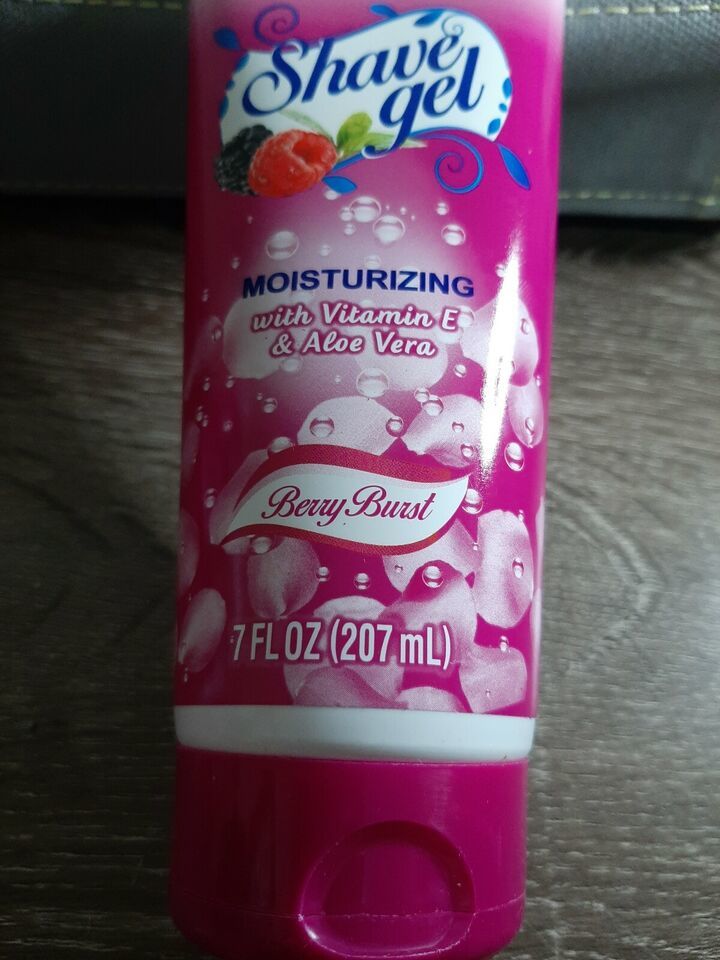 Shave
gel
MOISTURIZING
with Vitamin E
& Aloe Vera
Berry Burst
7 FL OZ (207 mL)